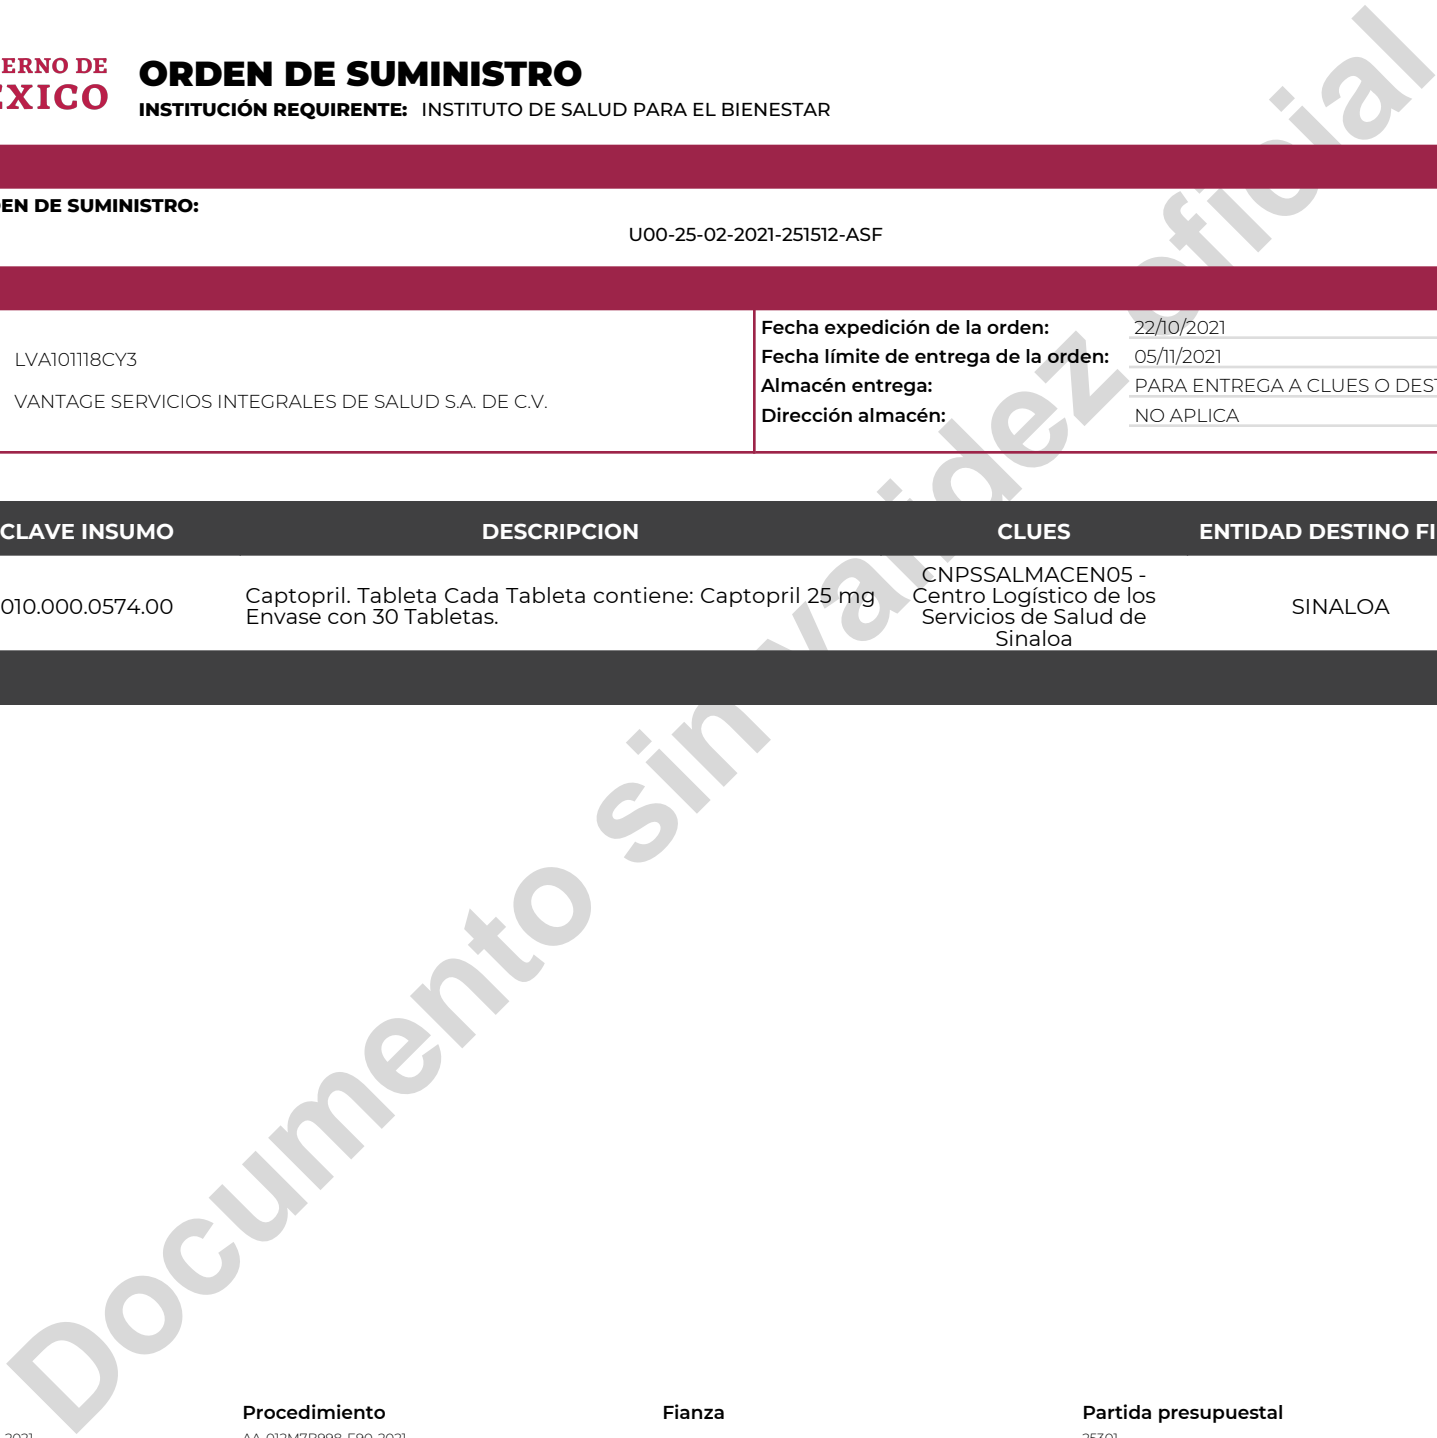 ERNO DE
EXICO
ORDEN DE SUMINISTRO
INSTITUCIÓN REQUIRENTE: INSTITUTO DE SALUD PARA EL BIENESTAR
EN DE SUMINISTRO:
U00-25-02-2021-251512-ASF
LVA101118CY3
VANTAGE SERVICIOS INTEGRALES DE SALUD S.A. DE C.V.
Fecha expedición de la orden: 22/10/2021
Fecha límite de entrega de la orden: 05/11/2021
Almacén entrega: PARA ENTREGA A CLUES O DEST
Dirección almacén: NO APLICA
CLAVE INSUMO DESCRIPCION CLUES ENTIDAD DESTINO FI
010.000.0574.00
Captopril. Tableta Cada Tableta contiene: Captopril 25 mg
Envase con 30 Tabletas.
CNPSSALMACEN05 -
Centro Logístico de los
Servicios de Salud de
Sinaloa
SINALOA
Documento sin validez oficial
Procedimiento Fianza Partida presupuestal